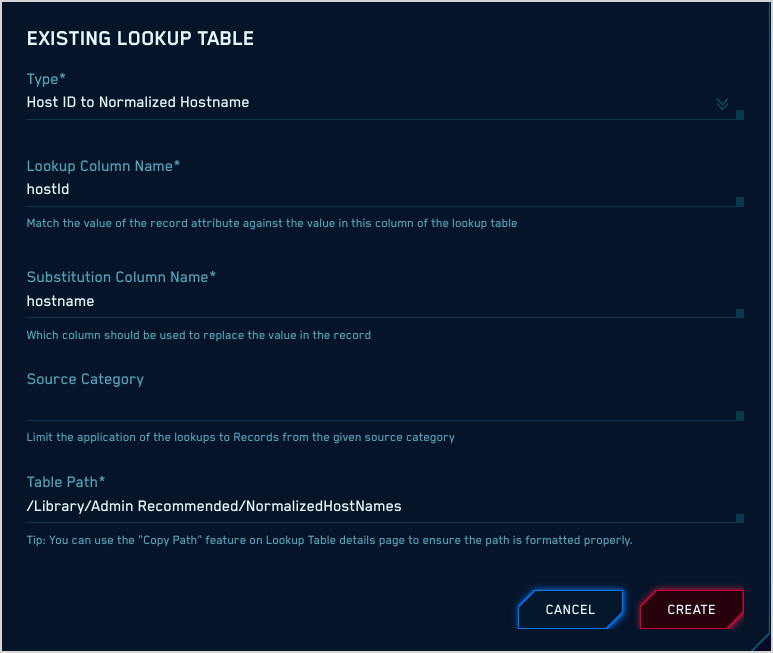 EXISTING LOOKUP TABLE
Type*
Host ID to Normalized Hostname
Lookup Column Name*
hostId
Match the value of the record attribute against the value in this column of the lookup table
Substitution Column Name*
hostname
Which column should be used to replace the value in the record
Source Category
Limit the application of the lookups to Records from the given source category
Table Path*
/Library/Admin Recommended/NormalizedHostNames
Tip: You can use the "Copy Path" feature on Lookup Table details page to ensure the path is formatted properly.
CANCEL CREATE